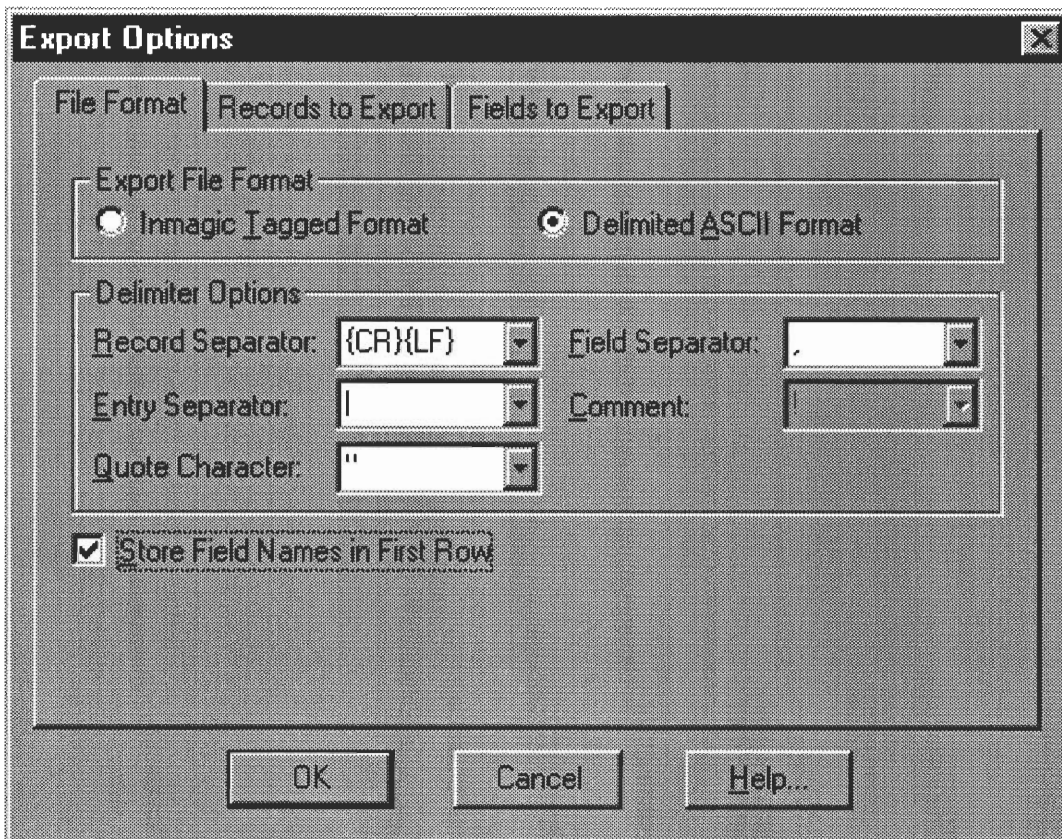 Export Options
File Format Records to Export Fields to Export
Export File Format
Inmagic Tagged Format Delimited ASCII Format
Delimiter Options
Record Separator: {CR}{LF} Field Separator: ,
Entry Separator: | Comment:
Quote Character: "
Store Field Names in First Row
OK Cancel Help...